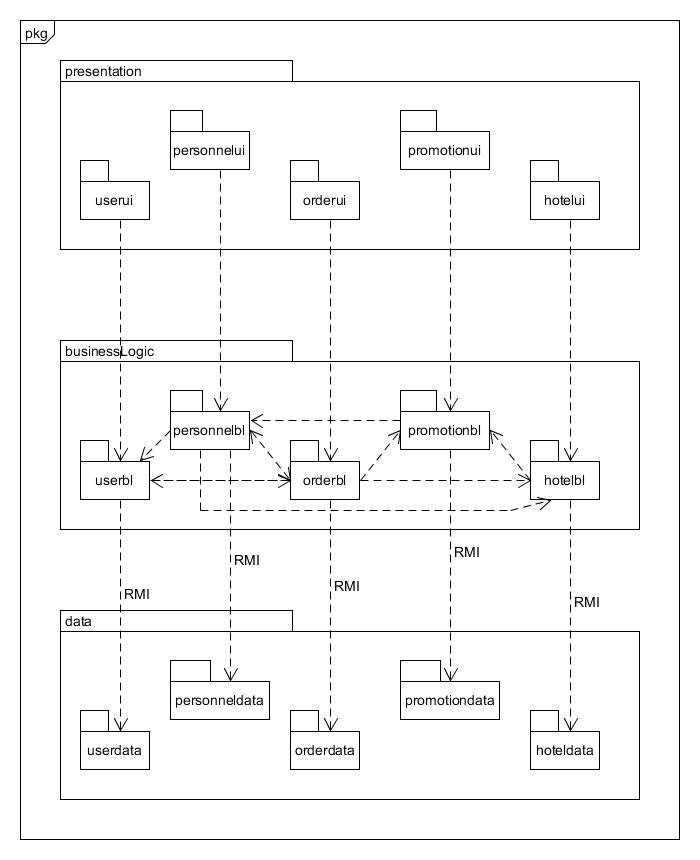 pkg
presentation
personnelui
promotionui
userui
orderui
hotelui
businessLogic
personnelbl
promotionbl
userbl
orderbl
hotelbl
RMI
RMI
RMI
RMI
RMI
data
personneldata
promotiondata
userdata
orderdata
hoteldata